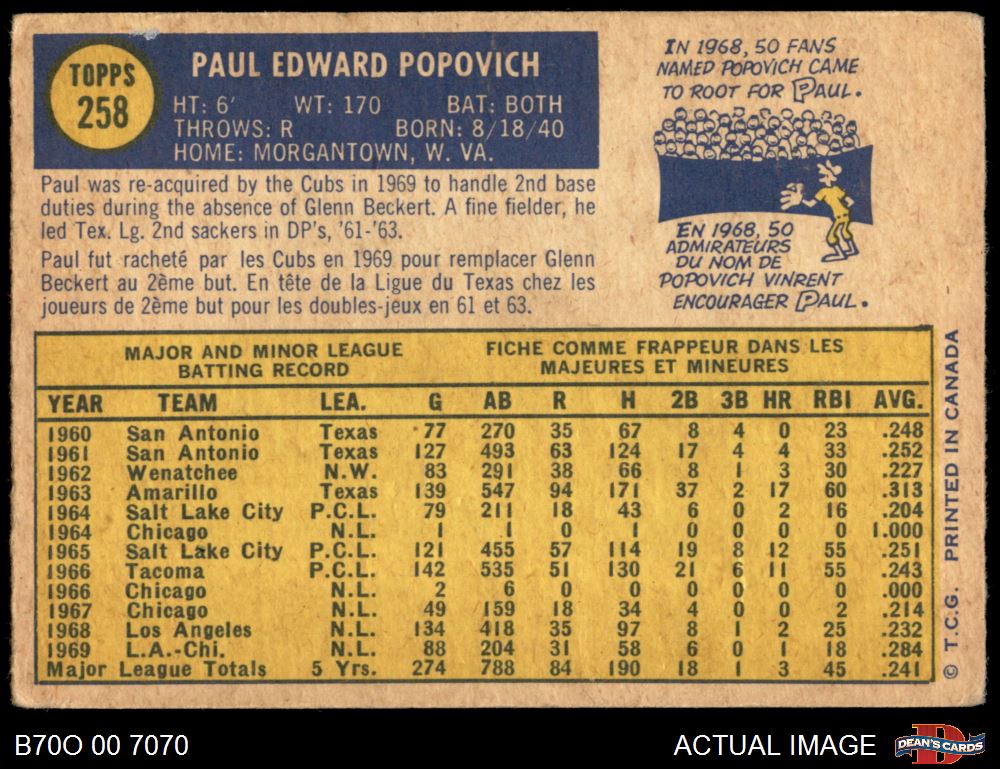 TOPPS
258
PAUL EDWARD POPOVICH
HT: 6' WT: 170 BAT: BOTH
THROWS: R BORN: 8/18/40
HOME: MORGANTOWN, W. VA.
Paul was re-acquired by the Cubs in 1969 to handle 2nd base
duties during the absence of Glenn Beckert. A fine fielder, he
led Tex. Lg. 2nd sackers in DP's, '61-'63.
Paul fut racheté par les Cubs en 1969 pour remplacer Glenn
Beckert au 2ème but. En tête de la Ligue du Texas chez les
joueurs de 2ème but pour les doubles-jeux en 61 et 63.
IN 1968, 50 FANS
NAMED POPOVICH CAME
TO ROOT FOR PAUL.
EN 1968, 50
ADMIRATEURS
DU NOM DE
POPOVICH VINRENT
ENCOURAGER PAUL.
MAJOR AND MINOR LEAGUE
BATTING RECORD
FICHE COMME FRAPPEUR DANS LES
MAJEURES ET MINEURES
YEAR TEAM LEA. G AB R H 2B 3B HR RBI AVG.
1960 San Antonio Texas 77 270 35 67 8 4 0 23 .248
1961 San Antonio Texas 127 493 63 124 17 4 4 33 .252
1962 Wenatchee N.W. 83 291 38 66 8 1 3 30 .227
1963 Amarillo Texas 139 547 94 171 37 2 17 60 .313
1964 Salt Lake City P.C.L. 79 211 18 43 6 0 2 16 .204
1964 Chicago N.L. 1 1 0 1 0 0 0 0 1.000
1965 Salt Lake City P.C.L. 121 455 57 114 19 8 12 55 .251
1966 Tacoma P.C.L. 142 535 51 130 21 6 11 55 .243
1966 Chicago N.L. 2 6 0 0 0 0 0 0 .000
1967 Chicago N.L. 49 159 18 34 4 0 0 2 .214
1968 Los Angeles N.L. 134 418 35 97 8 1 2 25 .232
1969 L.A.-Chi. N.L. 88 204 31 58 6 0 1 18 .284
Major League Totals 5 Yrs. 274 788 84 190 18 1 3 45 .241
© T.C.G. PRINTED IN CANADA
B70O 00 7070
ACTUAL IMAGE
D
DEAN'S CARDS